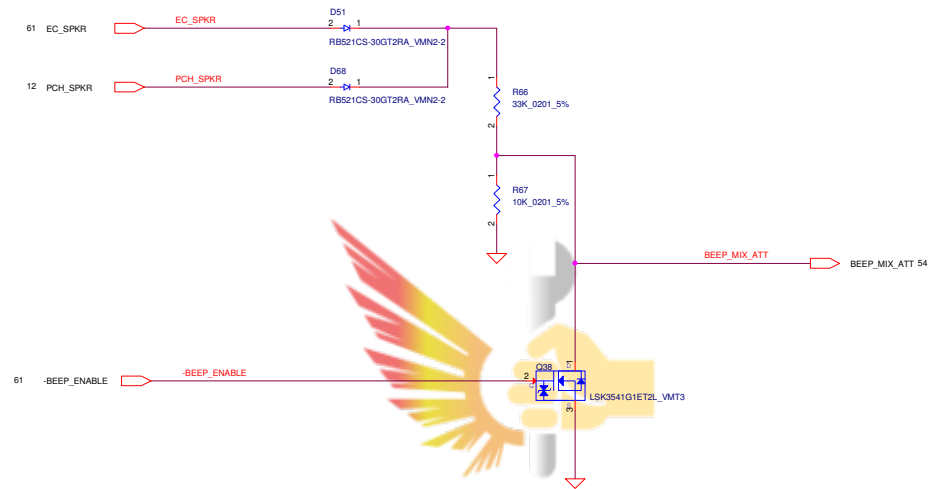 D51
61 EC_SPKR EC_SPKR 2 1
RB521CS-30GT2RA_VMN2-2
D68
12 PCH_SPKR PCH_SPKR 2 1
RB521CS-30GT2RA_VMN2-2
1
R66
33K_0201_5%
2
1
R67
10K_0201_5%
2
BEEP_MIX_ATT
BEEP_MIX_ATT 54
Q38
1
D
61 -BEEP_ENABLE -BEEP_ENABLE 2
G
LSK3541G1ET2L_VMT3
S
3